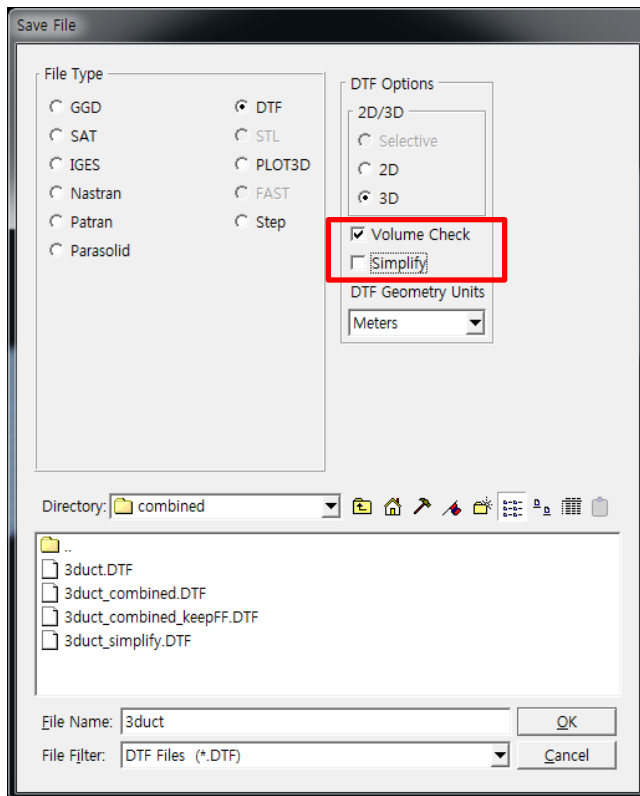 Save File
File Type
GGD
SAT
IGES
Nastran
Patran
Parasolid
DTF
STL
PLOT3D
FAST
Step
DTF Options
2D/3D
Selective
2D
3D
Volume Check
Simplify
DTF Geometry Units
Meters
Directory: combined
..
3duct.DTF
3duct_combined.DTF
3duct_combined_keepFF.DTF
3duct_simplify.DTF
File Name: 3duct OK
File Filter: DTF Files (*.DTF) Cancel